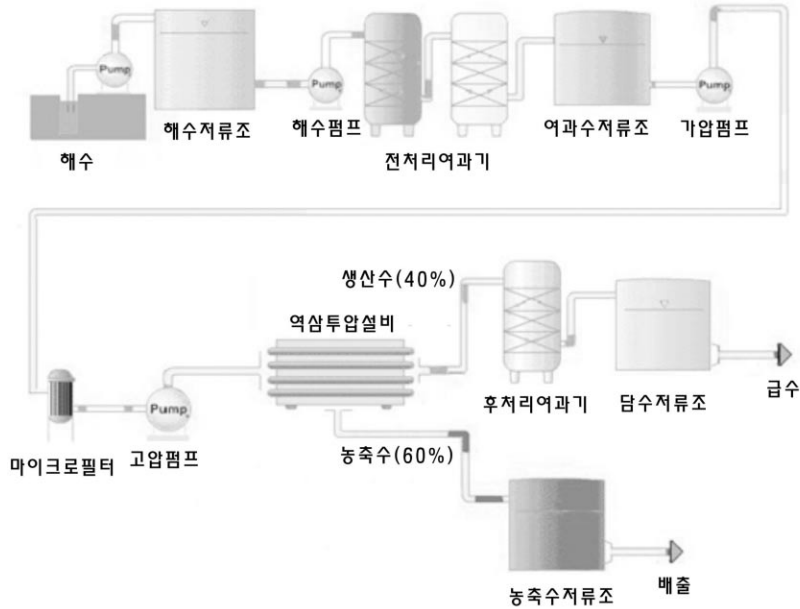 Pump
Pump
Pump
해수
해수저류조
해수펌프
전처리여과기
여과수저류조
가압펌프
생산수(40%)
역삼투압설비
Pump
마이크로필터
고압펌프
농축수(60%)
후처리여과기
담수저류조
급수
농축수저류조
배출